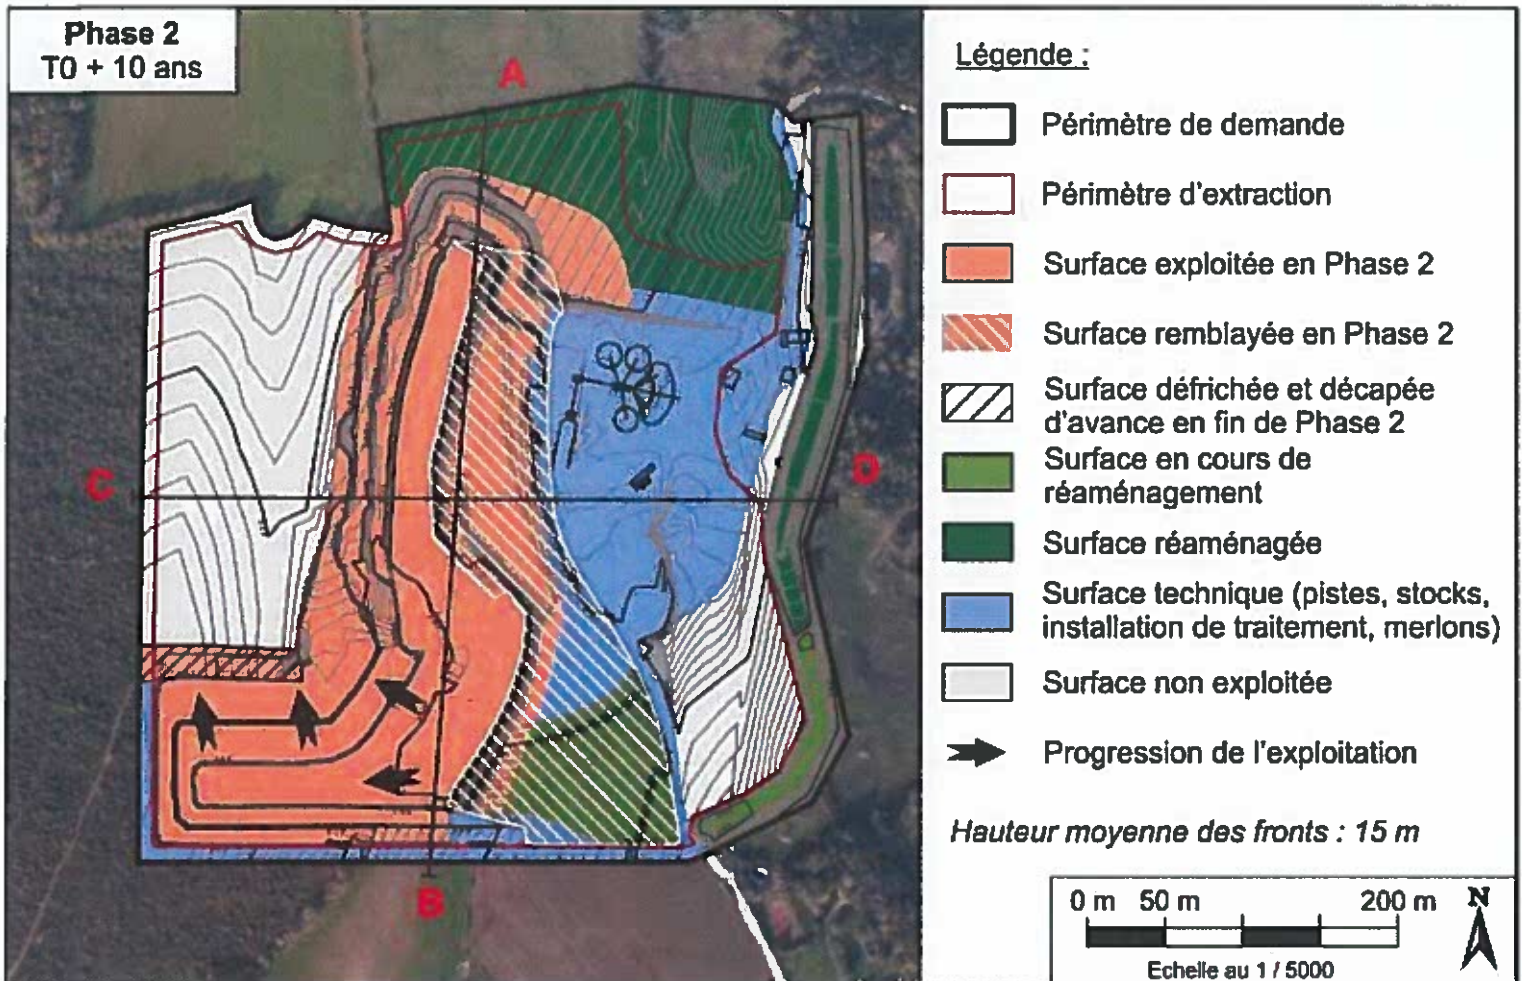 Phase 2
T0 + 10 ans
A
C
D
B
Légende :
Périmètre de demande
Périmètre d'extraction
Surface exploitée en Phase 2
Surface remblayée en Phase 2
Surface défrichée et décapée
d'avance en fin de Phase 2
Surface en cours de
réaménagement
Surface réaménagée
Surface technique (pistes, stocks,
installation de traitement, merlons)
Surface non exploitée
Progression de l'exploitation
Hauteur moyenne des fronts : 15 m
0 m 50 m 200 m N
Echelle au 1 / 5000